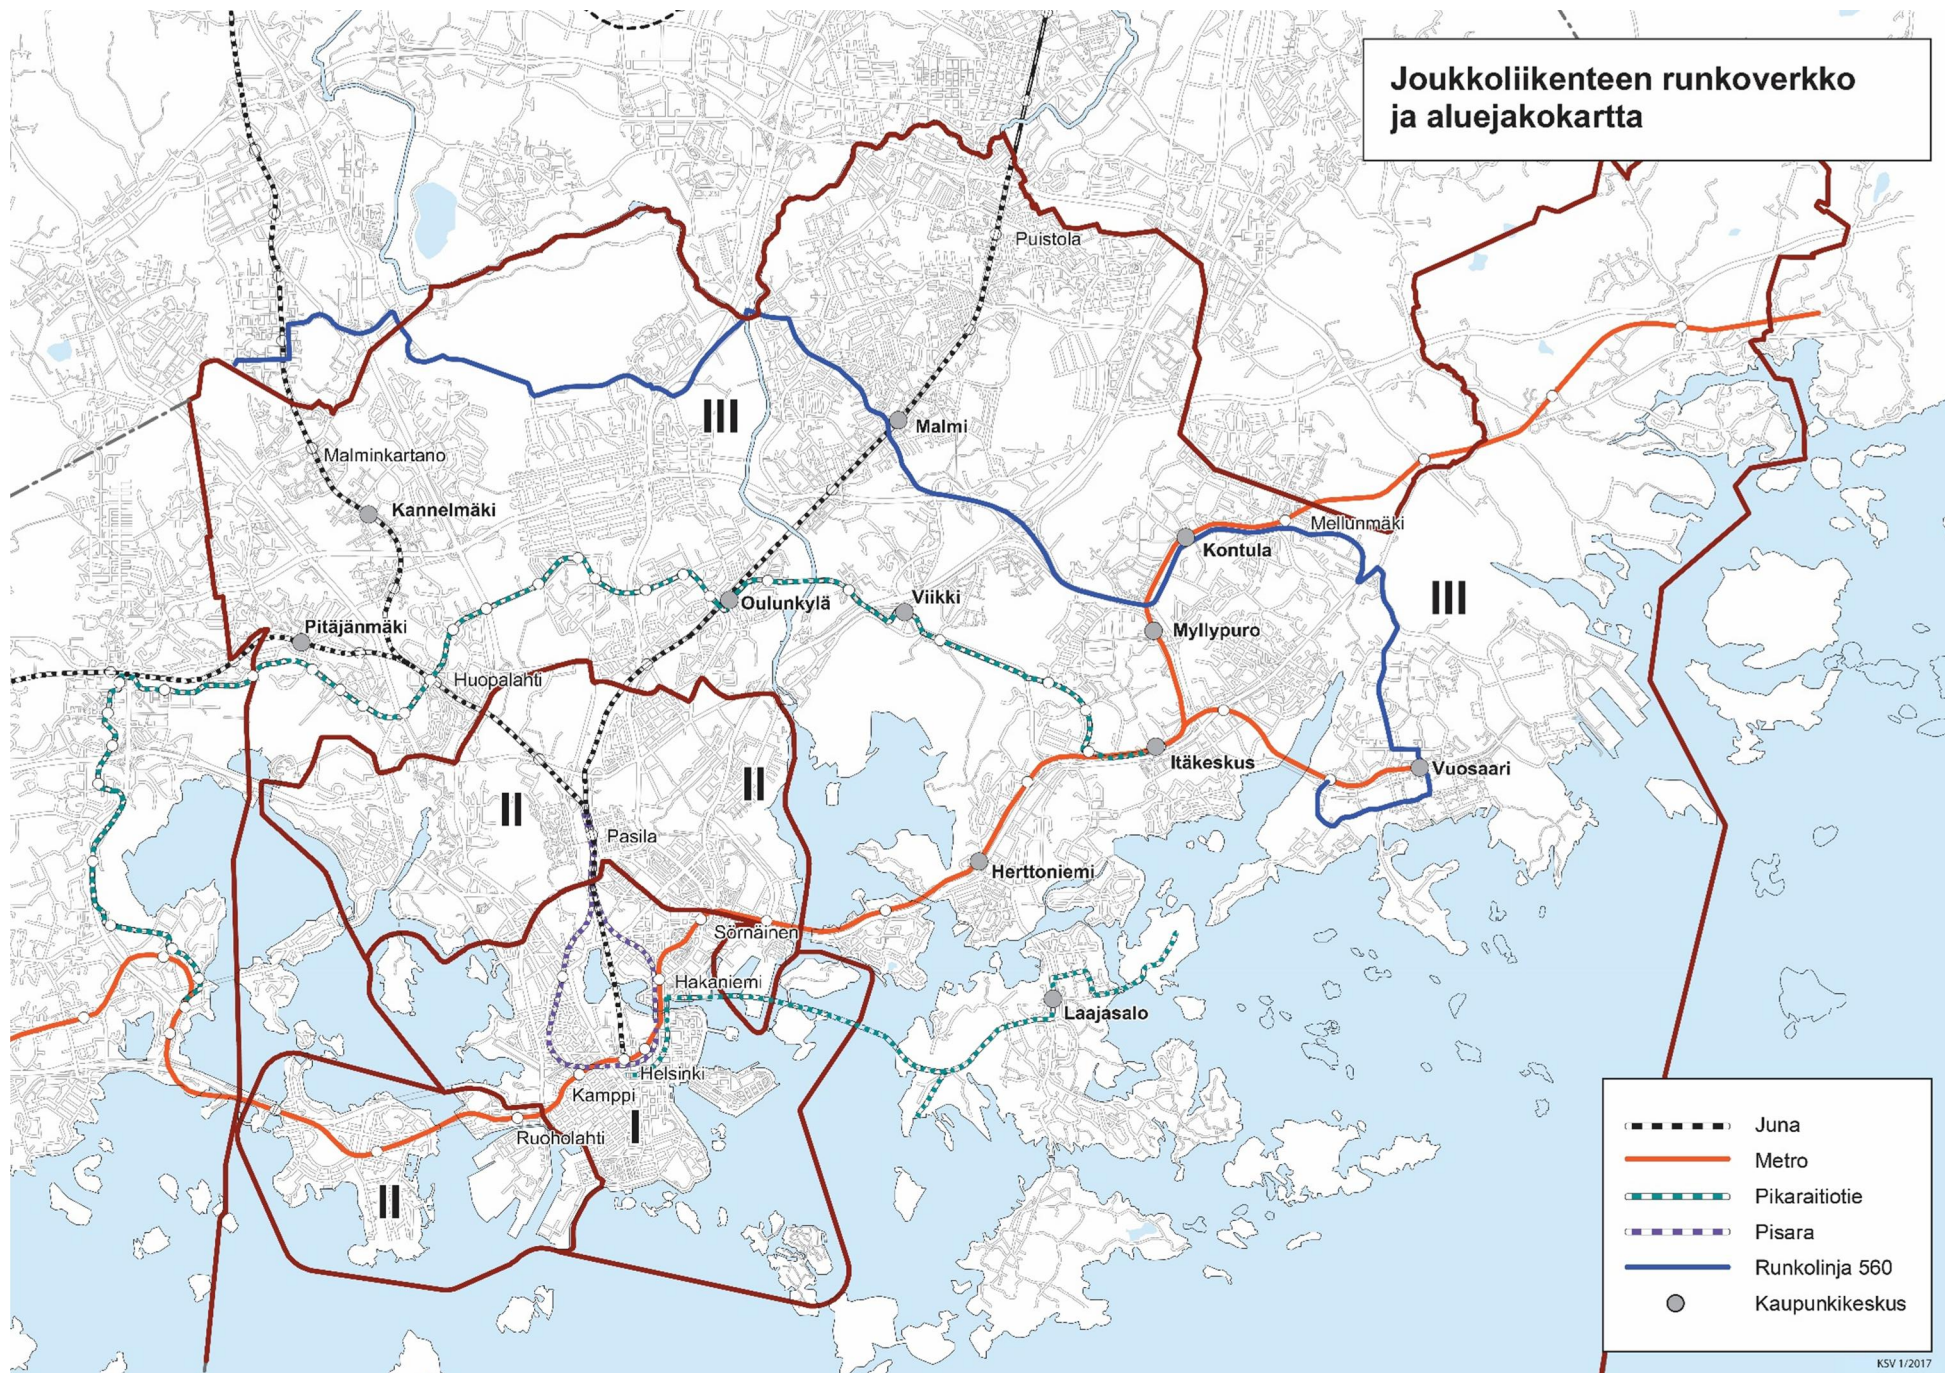 Joukkoliikenteen runkoverkko
ja aluejakokartta
Puistola
III
Malmi
Malminkartano
Kannelmäki
Mellunmäki
Kontula
III
Oulunkylä
Viikki
Pitäjänmäki
Myllypuro
Huopalahti
Itäkeskus
Vuosaari
II
II
Pasila
Herttoniemi
Sörnäinen
Hakaniemi
Laajasalo
Helsinki
Kamppi
I
Ruoholahti
II
Juna
Metro
Pikaraitiotie
Pisara
Runkolinja 560
Kaupunkikeskus
KSV 1/2017